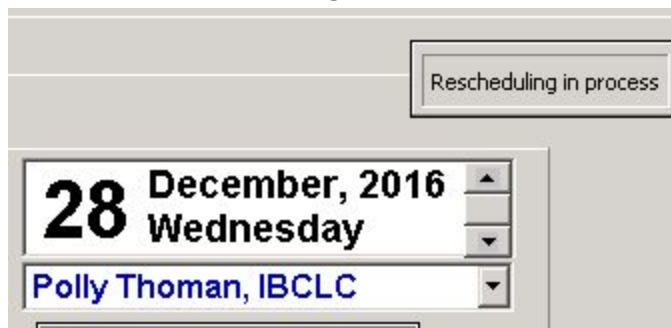 Rescheduling in process
28
December, 2016
Wednesday
Polly Thoman, IBCLC